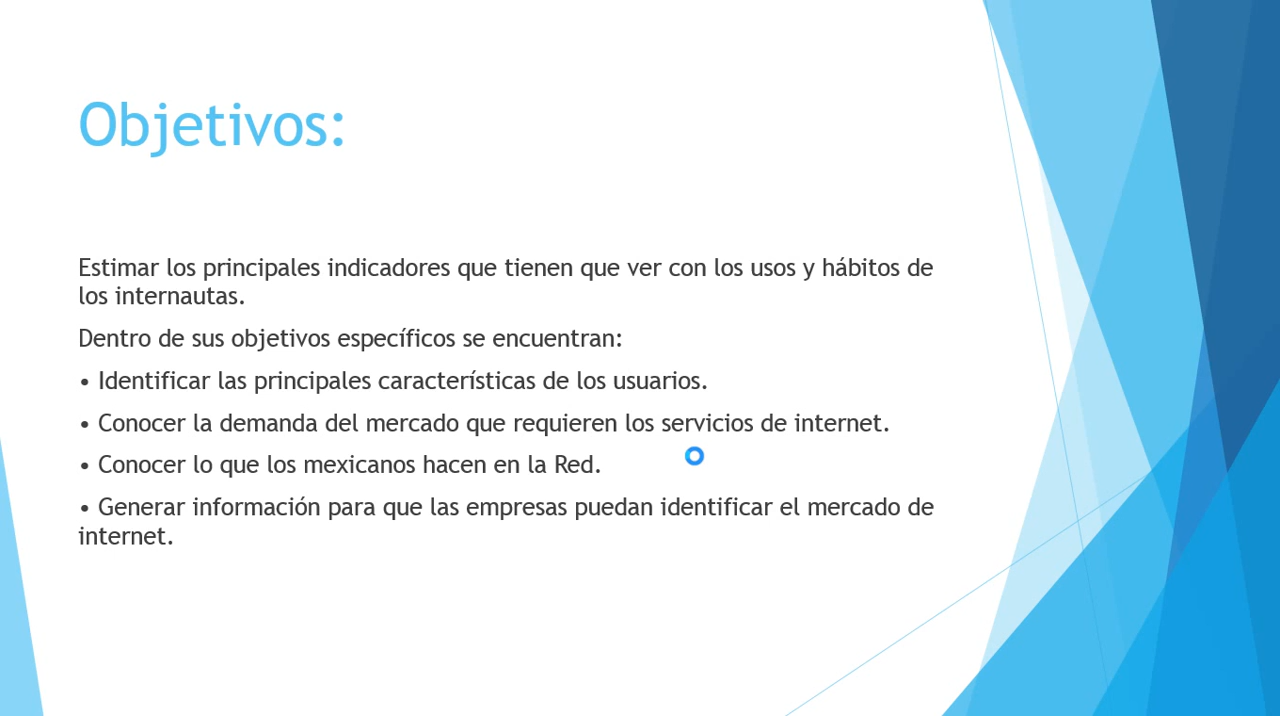 Objetivos:
Estimar los principales indicadores que tienen que ver con los usos y hábitos de
los internautas.
Dentro de sus objetivos específicos se encuentran:
• Identificar las principales características de los usuarios.
• Conocer la demanda del mercado que requieren los servicios de internet.
• Conocer lo que los mexicanos hacen en la Red.
• Generar información para que las empresas puedan identificar el mercado de
internet.